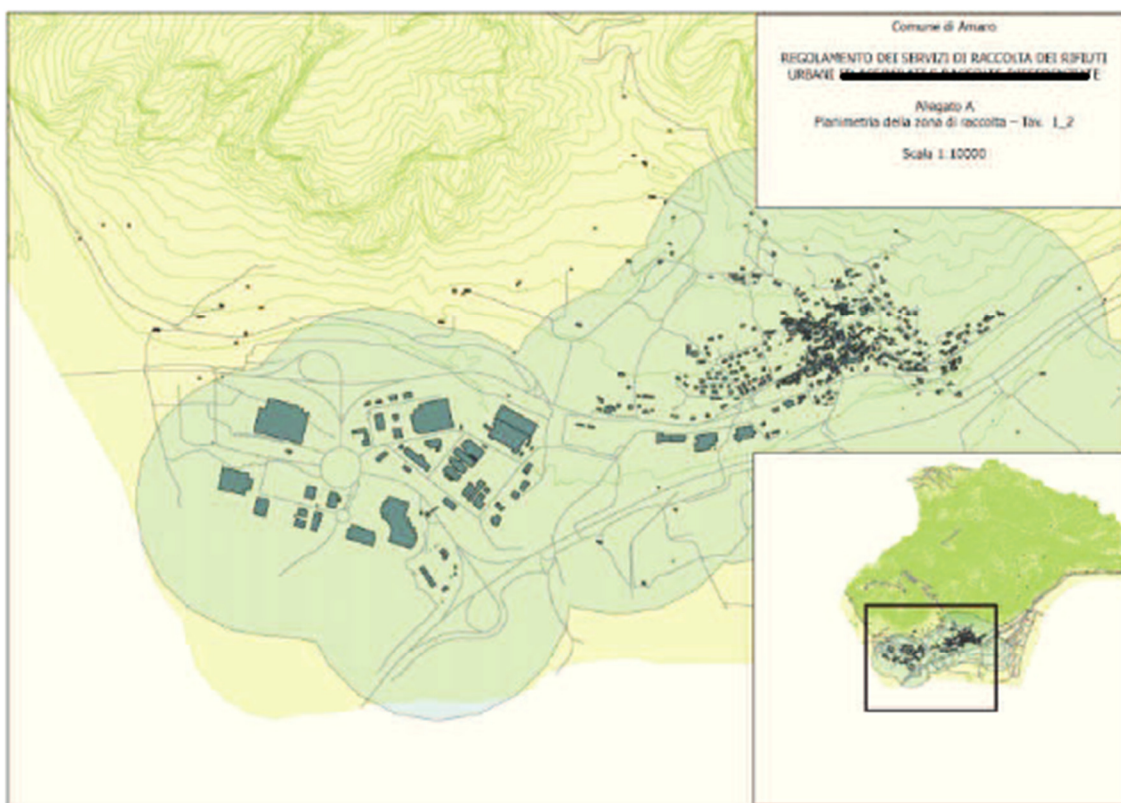 Comune di Amaro
REGOLAMENTO DEI SERVIZI DI RACCOLTA DEI RIFIUTI
URBANI
Allegato A
Planimetria della zona di raccolta – Tav. 1_2
Scala 1:10000